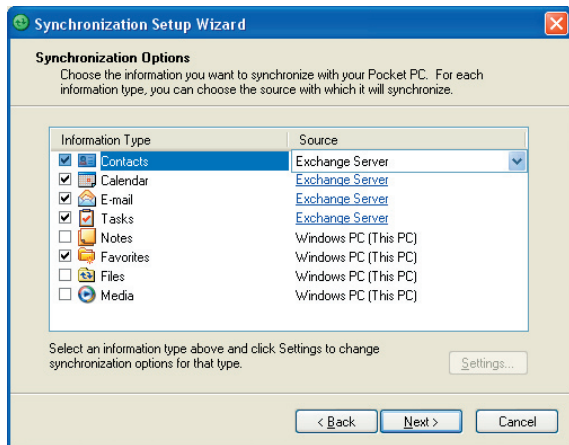 Synchronization Setup Wizard
Synchronization Options
Choose the information you want to synchronize with your Pocket PC. For each
information type, you can choose the source with which it will synchronize.
Information Type Source
Contacts Exchange Server
Calendar Exchange Server
E-mail Exchange Server
Tasks Exchange Server
Notes Windows PC (This PC)
Favorites Windows PC (This PC)
Files Windows PC (This PC)
Media Windows PC (This PC)
Select an information type above and click Settings to change
synchronization options for that type.
Settings...
< Back Next > Cancel